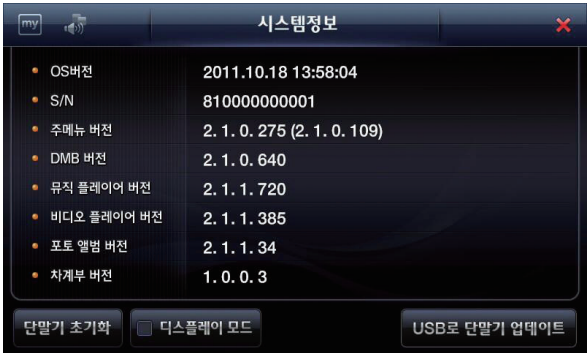 my
시스템정보
OS버전 2011.10.18 13:58:04
S/N 810000000001
주메뉴 버전 2. 1. 0. 275 (2. 1. 0. 109)
DMB 버전 2. 1. 0. 640
뮤직 플레이어 버전 2. 1. 1. 720
비디오 플레이어 버전 2. 1. 1. 385
포토 앨범 버전 2. 1. 1. 34
차계부 버전 1. 0. 0. 3
단말기 초기화 디스플레이 모드 USB로 단말기 업데이트